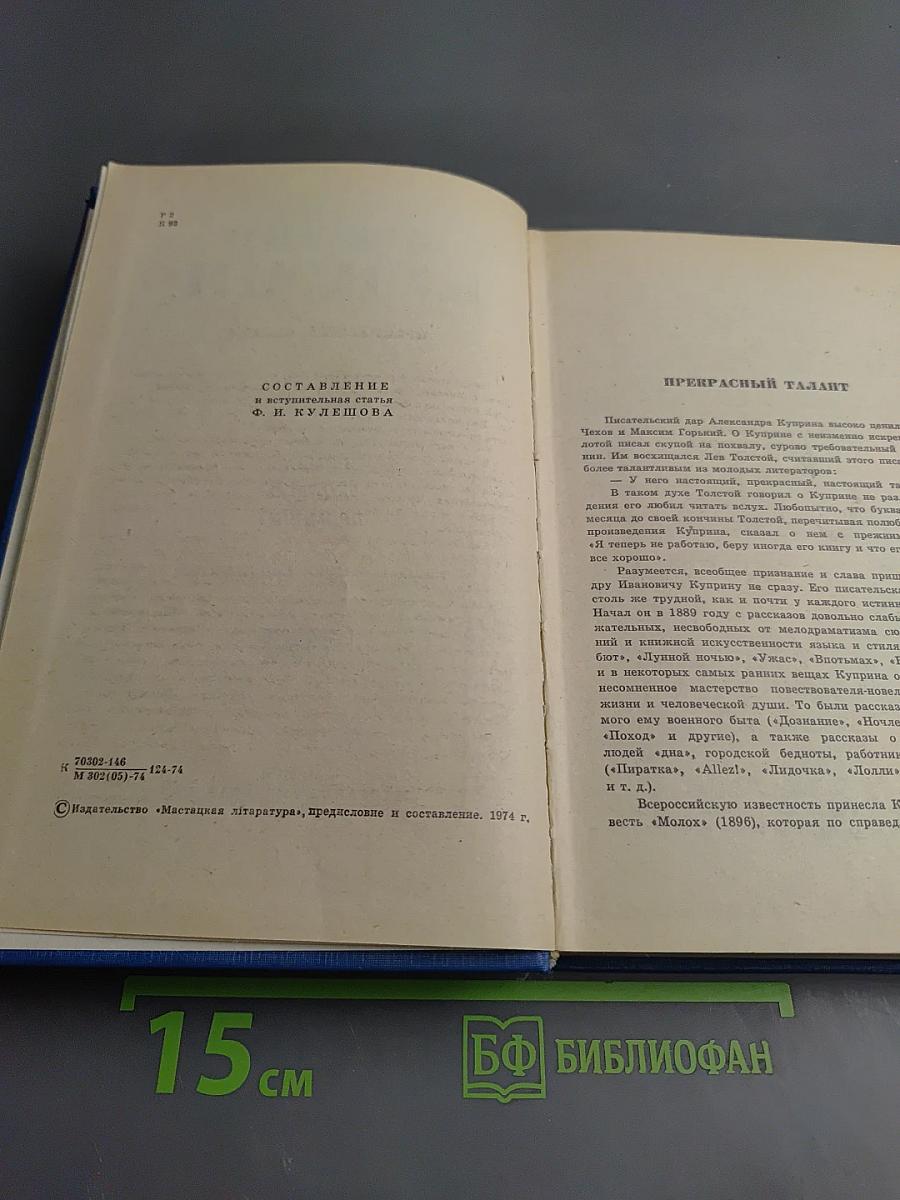 Р 2
К 92
СОСТАВЛЕНИЕ
и вступительная статья
Ф. И. КУЛЕШОВА
К 70302-146
М 302(05)-74 124-74
© Издательство «Мастацкая літаратура», предисловие и составление. 1974 г.
ПРЕКРАСНЫЙ ТАЛАНТ
Писательский дар Александра Куприна высоко ценил
Чехов и Максим Горький. О Куприне с неизменно искре
лотой писал скупой на похвалу, сурово требовательный
нин. Им восхищался Лев Толстой, считавший этого писа
более талантливым из молодых литераторов:
— У него настоящий, прекрасный, настоящий та
В таком духе Толстой говорил о Куприне не раз
дения его любил читать вслух. Любопытно, что буква
месяца до своей кончины Толстой, перечитывая полюб
произведения Куприна, сказал о нем с прежни
«Я теперь не работаю, беру иногда его книгу и что е
все хорошо».
Разумеется, всеобщее признание и слава приш
дру Ивановичу Куприну не сразу. Его писательска
столь же трудной, как и почти у каждого истинн
Начал он в 1889 году с рассказов довольно слабы
жательных, несвободных от мелодраматизма сю
ний и книжной искусственности языка и стиля
бют», «Лунной ночью», «Ужас», «Впотьмах», «
и в некоторых самых ранних вещах Куприна о
несомненное мастерство повествователя-новел
жизни и человеческой души. То были расска
мого ему военного быта («Дознание», «Ночле
«Поход» и другие), а также рассказы о
людей «дна», городской бедноты, работни
(«Пиратка», «Allez!», «Лидочка», «Лолли»
и т. д.).
Всероссийскую известность принесла К
весть «Молох» (1896), которая по справед
15 см
БФ БИБЛИОФАН